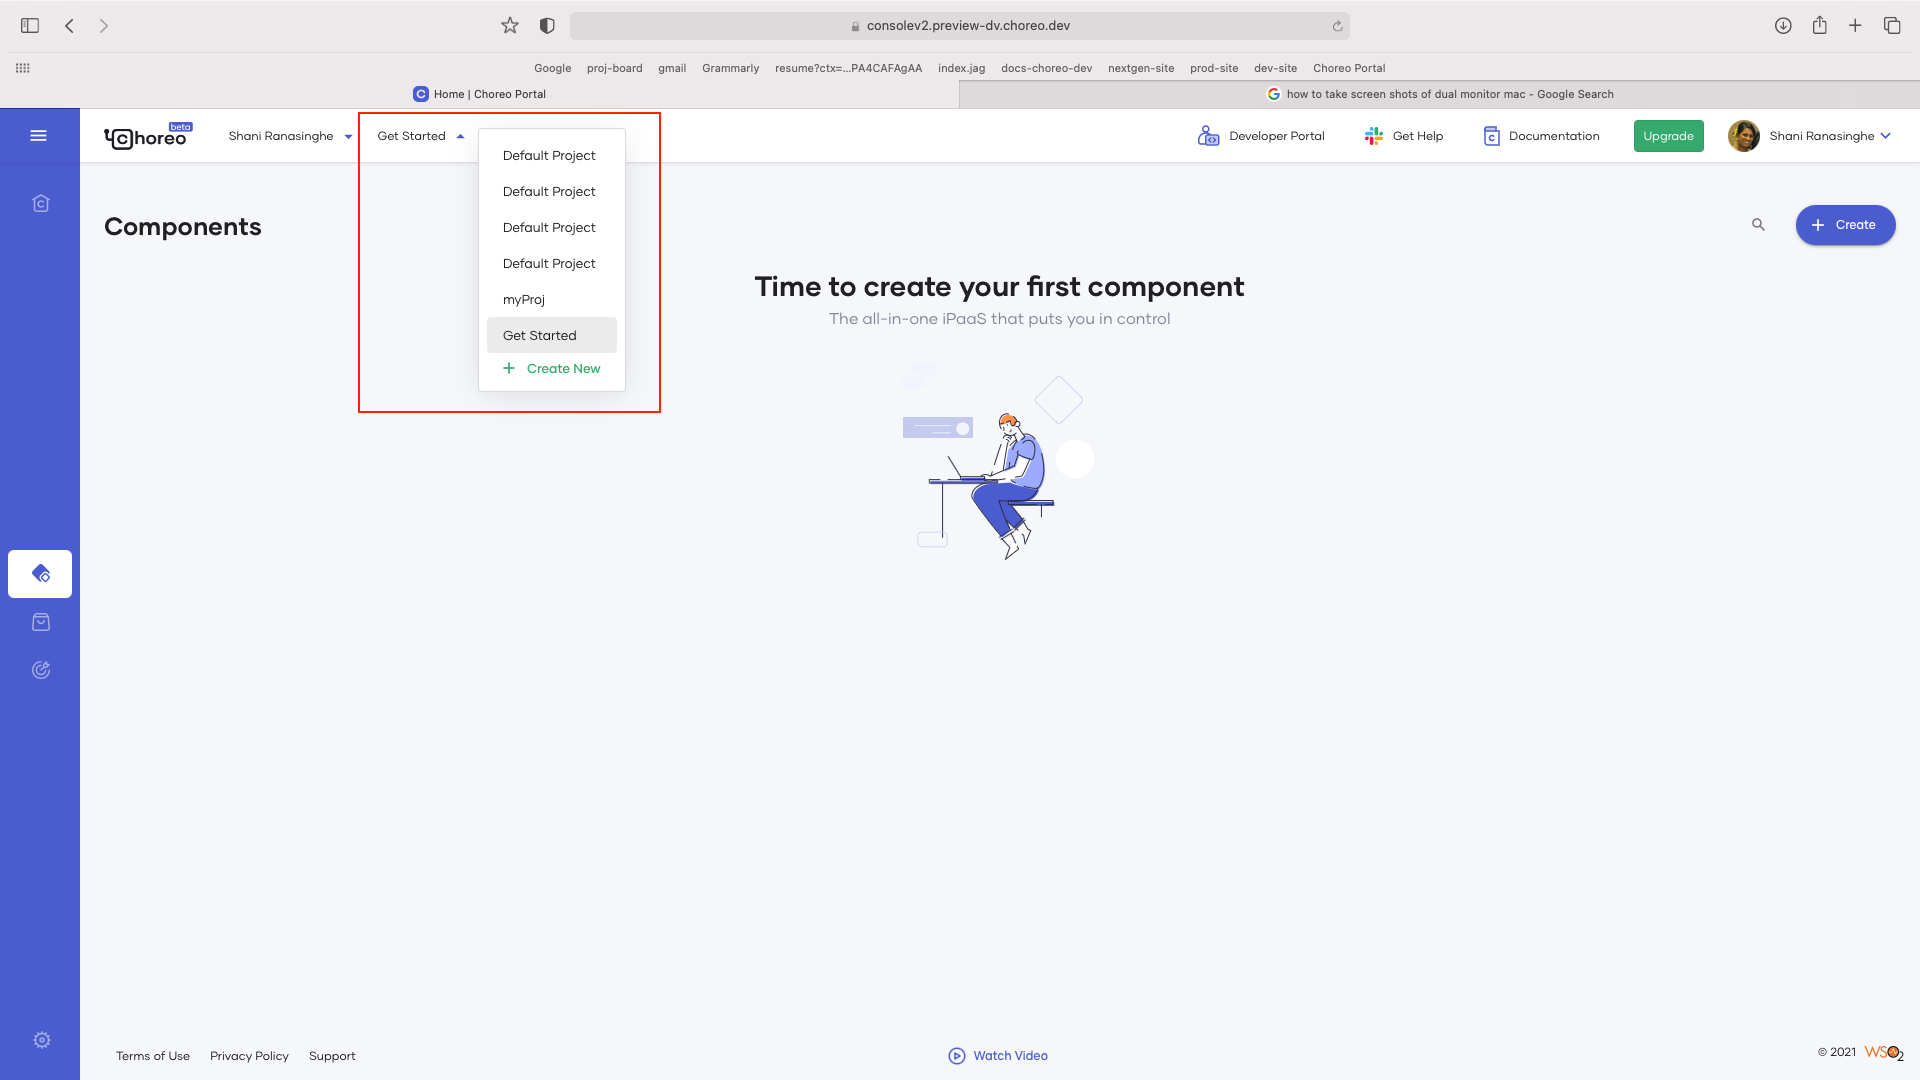 consolev2.preview-dv.choreo.dev
Google proj-board gmail Grammarly resume?ctx=...PA4CAFAgAA index.jag docs-choreo-dev nextgen-site prod-site dev-site Choreo Portal
C Home | Choreo Portal
how to take screen shots of dual monitor mac - Google Search
Choreo beta
Shani Ranasinghe
Get Started
Developer Portal
Get Help
Documentation
Upgrade
Shani Ranasinghe
Default Project
Default Project
Default Project
Default Project
myProj
Get Started
+ Create New
Components
+ Create
Time to create your first component
The all-in-one iPaaS that puts you in control
Terms of Use Privacy Policy Support
Watch Video
© 2021 WSO2